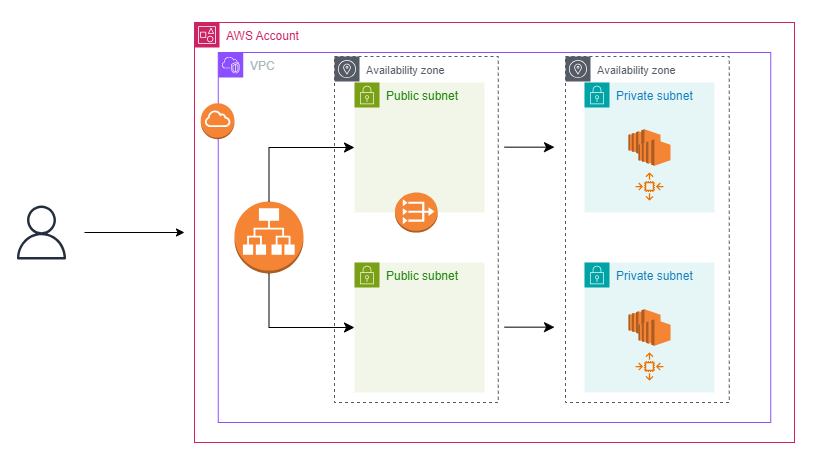 AWS Account
VPC
Availability zone
Availability zone
Public subnet
Private subnet
Public subnet
Private subnet